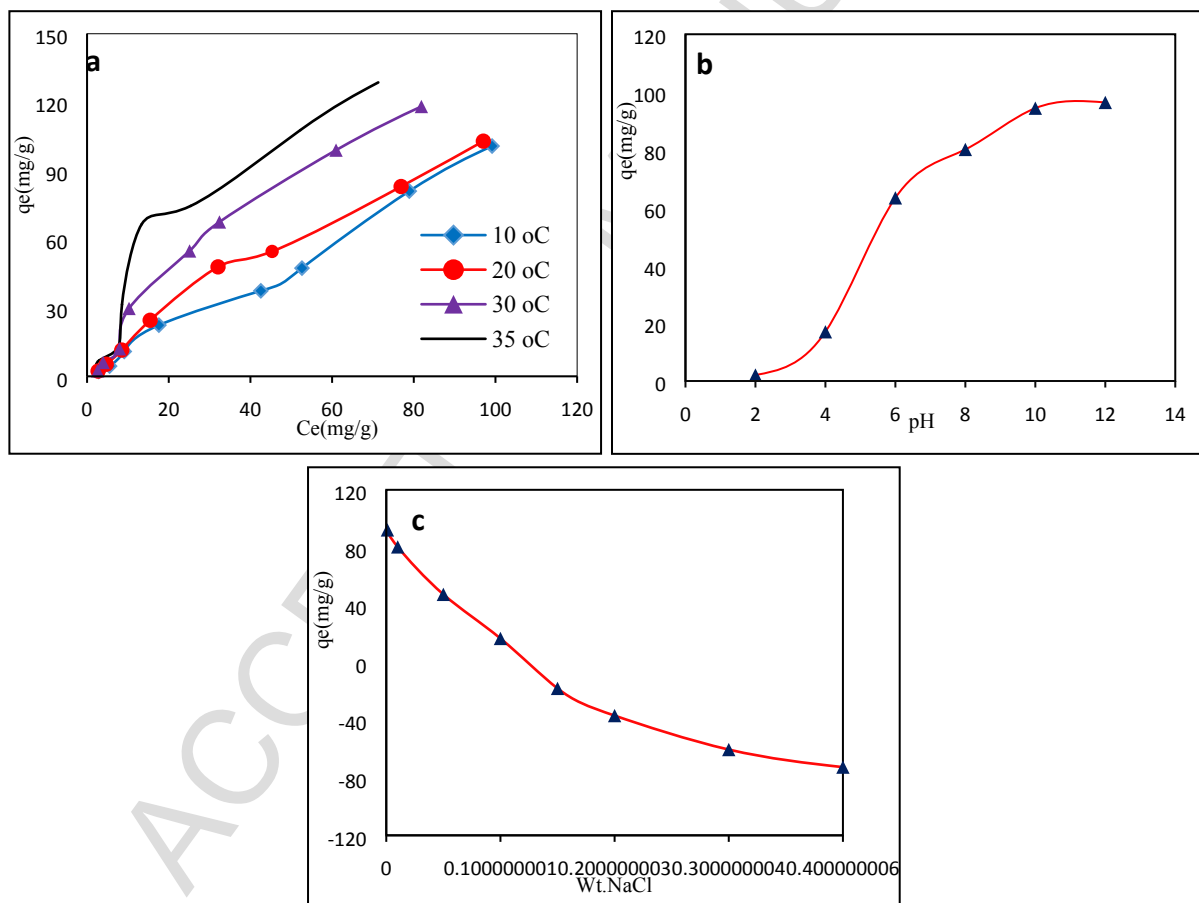 a
150
120
90
60
30
0
qe(mg/g)
0 20 40 60 80 100 120
Ce(mg/g)
10 oC
20 oC
30 oC
35 oC
b
120
100
80
60
40
20
0
qe(mg/g)
0 2 4 6 8 10 12 14
pH
c
120
80
40
0
-40
-80
-120
qe(mg/g)
0 0.1000000010.2000000030.3000000040.400000006
Wt.NaCl